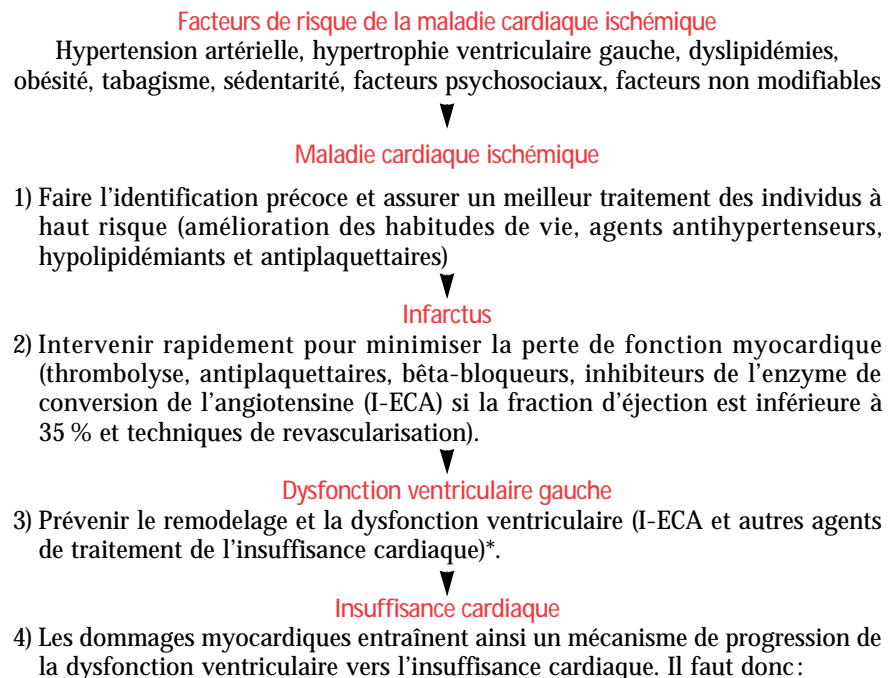 Facteurs de risque de la maladie cardiaque ischémique
Hypertension artérielle, hypertrophie ventriculaire gauche, dyslipidémies,
obésité, tabagisme, sédentarité, facteurs psychosociaux, facteurs non modifiables
Maladie cardiaque ischémique
1) Faire l’identification précoce et assurer un meilleur traitement des individus à
haut risque (amélioration des habitudes de vie, agents antihypertenseurs,
hypolipidémiants et antiplaquettaires)
Infarctus
2) Intervenir rapidement pour minimiser la perte de fonction myocardique
(thrombolyse, antiplaquettaires, bêta-bloqueurs, inhibiteurs de l’enzyme de
conversion de l’angiotensine (I-ECA) si la fraction d’éjection est inférieure à
35 % et techniques de revascularisation).
Dysfonction ventriculaire gauche
3) Prévenir le remodelage et la dysfonction ventriculaire (I-ECA et autres agents
de traitement de l’insuffisance cardiaque)*.
Insuffisance cardiaque
4) Les dommages myocardiques entraînent ainsi un mécanisme de progression de
la dysfonction ventriculaire vers l’insuffisance cardiaque. Il faut donc :